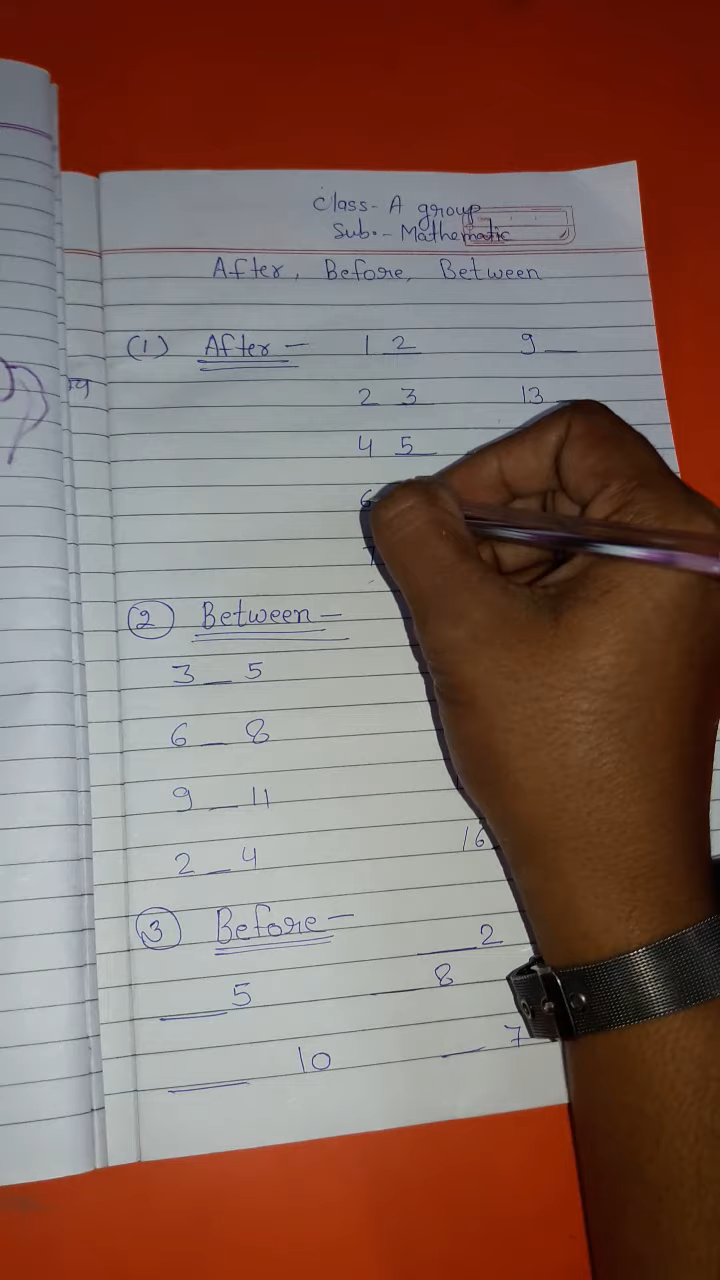 Class- A group
Sub.- Mathematic
After, Before, Between
(1) After - 1 2 9 __
2 3 13
4 5
6
7
2 Between -
3 __ 5
6 __ 8
9 __ 11
2 __ 4 16
3 Before -
__ 2
__ 5 __ 8
__ 10 __ 7